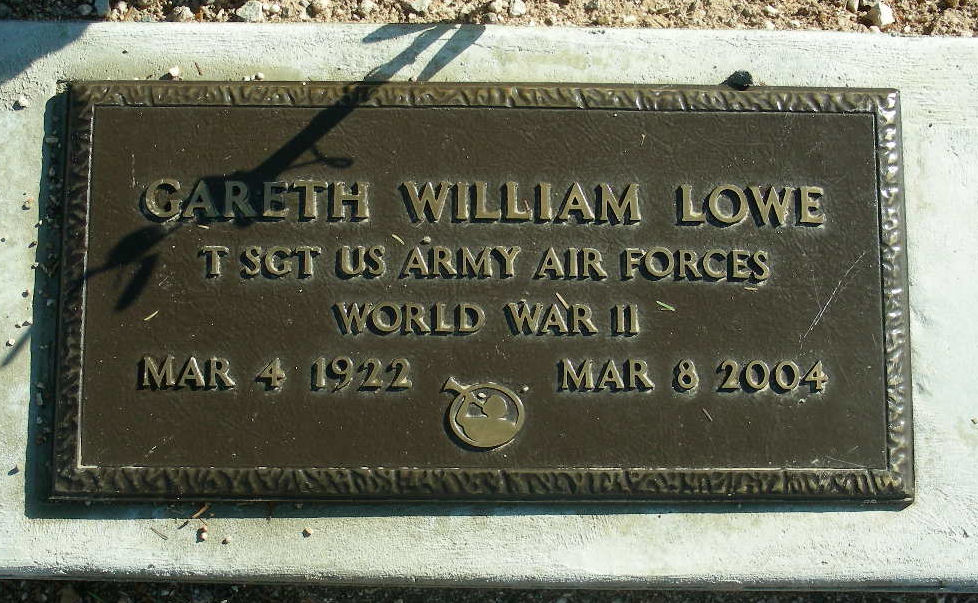 GARETH WILLIAM LOWE
T SGT US ARMY AIR FORCES
WORLD WAR II
MAR 4 1922 MAR 8 2004